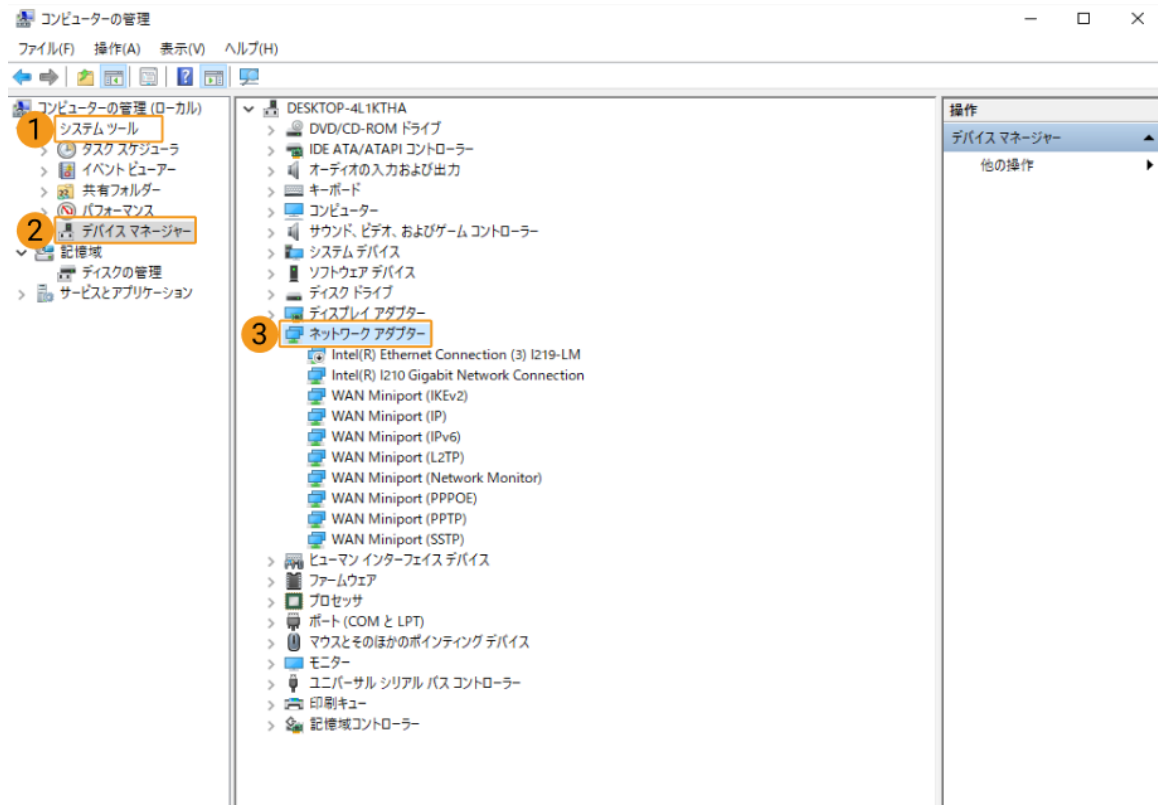 コンピューターの管理
ファイル(F) 操作(A) 表示(V) ヘルプ(H)
コンピューターの管理 (ローカル)
1 システム ツール
タスク スケジューラ
イベント ビューアー
共有フォルダー
パフォーマンス
2 デバイス マネージャー
記憶域
ディスクの管理
サービスとアプリケーション
DESKTOP-4L1KTHA
DVD/CD-ROM ドライブ
IDE ATA/ATAPI コントローラー
オーディオの入力および出力
キーボード
コンピューター
サウンド、ビデオ、およびゲーム コントローラー
システム デバイス
ソフトウェア デバイス
ディスク ドライブ
ディスプレイ アダプター
3 ネットワーク アダプター
Intel(R) Ethernet Connection (3) I219-LM
Intel(R) I210 Gigabit Network Connection
WAN Miniport (IKEv2)
WAN Miniport (IP)
WAN Miniport (IPv6)
WAN Miniport (L2TP)
WAN Miniport (Network Monitor)
WAN Miniport (PPPOE)
WAN Miniport (PPTP)
WAN Miniport (SSTP)
ヒューマン インターフェイス デバイス
ファームウェア
プロセッサ
ポート (COM と LPT)
マウスとそのほかのポインティング デバイス
モニター
ユニバーサル シリアル バス コントローラー
印刷キュー
記憶域コントローラー
操作
デバイス マネージャー
他の操作